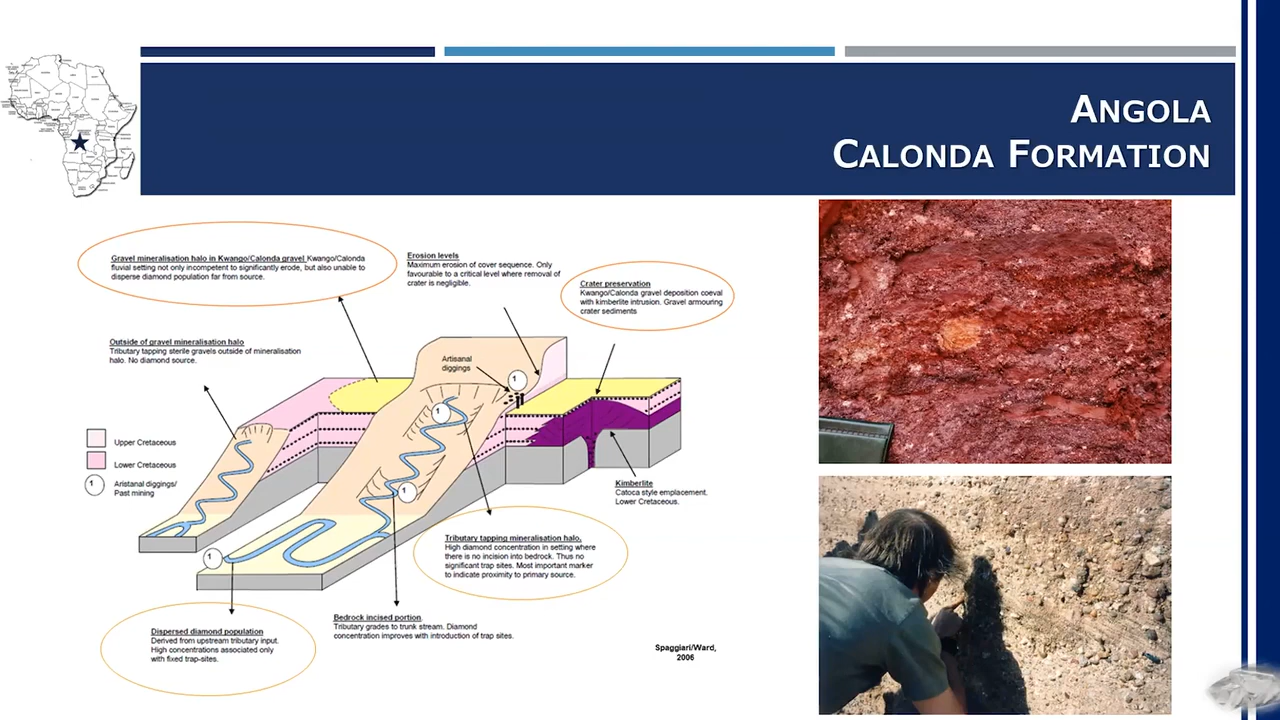 ANGOLA
CALONDA FORMATION
Gravel mineralisation halo in Kwango/Calonda gravel Kwango/Calonda
fluvial setting not only incompetent to significantly erode, but also unable to
disperse diamond population far from source.
Erosion levels
Maximum erosion of cover sequence. Only
favourable to a critical level where removal of
crater is negligible.
Crater preservation
Kwango/Calonda gravel deposition coeval
with kimberlite intrusion. Gravel armouring
crater sediments
Outside of gravel mineralisation halo
Tributary tapping sterile gravels outside of mineralisation
halo. No diamond source.
Artisanal
diggings
1
1
1
1
Upper Cretaceous
Lower Cretaceous
1
Aristanal diggings/
Past mining
Kimberlite
Catoca style emplacement.
Lower Cretaceous.
Tributary tapping mineralisation halo.
High diamond concentration in setting where
there is no incision into bedrock. Thus no
significant trap sites. Most important marker
to indicate proximity to primary source.
Dispersed diamond population
Derived from upstream tributary input.
High concentrations associated only
with fixed trap-sites.
Bedrock incised portion.
Tributary grades to trunk stream. Diamond
concentration improves with introduction of trap sites.
Spaggiari/Ward,
2006